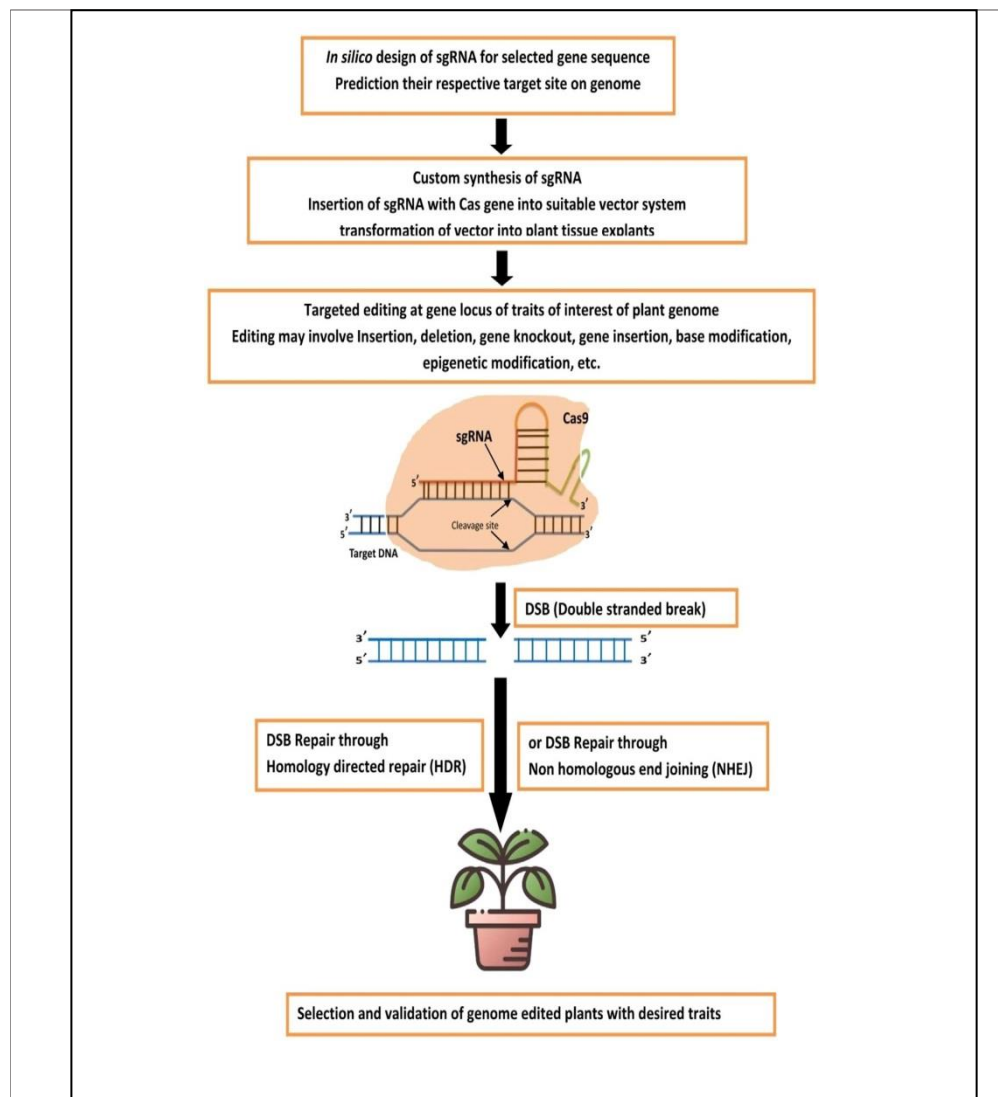 In silico design of sgRNA for selected gene sequence
Prediction their respective target site on genome
Custom synthesis of sgRNA
Insertion of sgRNA with Cas gene into suitable vector system
transformation of vector into plant tissue explants
Targeted editing at gene locus of traits of interest of plant genome
Editing may involve Insertion, deletion, gene knockout, gene insertion, base modification,
epigenetic modification, etc.
Cas9
sgRNA
5′
3′
3′
Cleavage site
5′
3′
Target DNA
DSB (Double stranded break)
3′
5′
5′
3′
DSB Repair through
Homology directed repair (HDR)
or DSB Repair through
Non homologous end joining (NHEJ)
Selection and validation of genome edited plants with desired traits